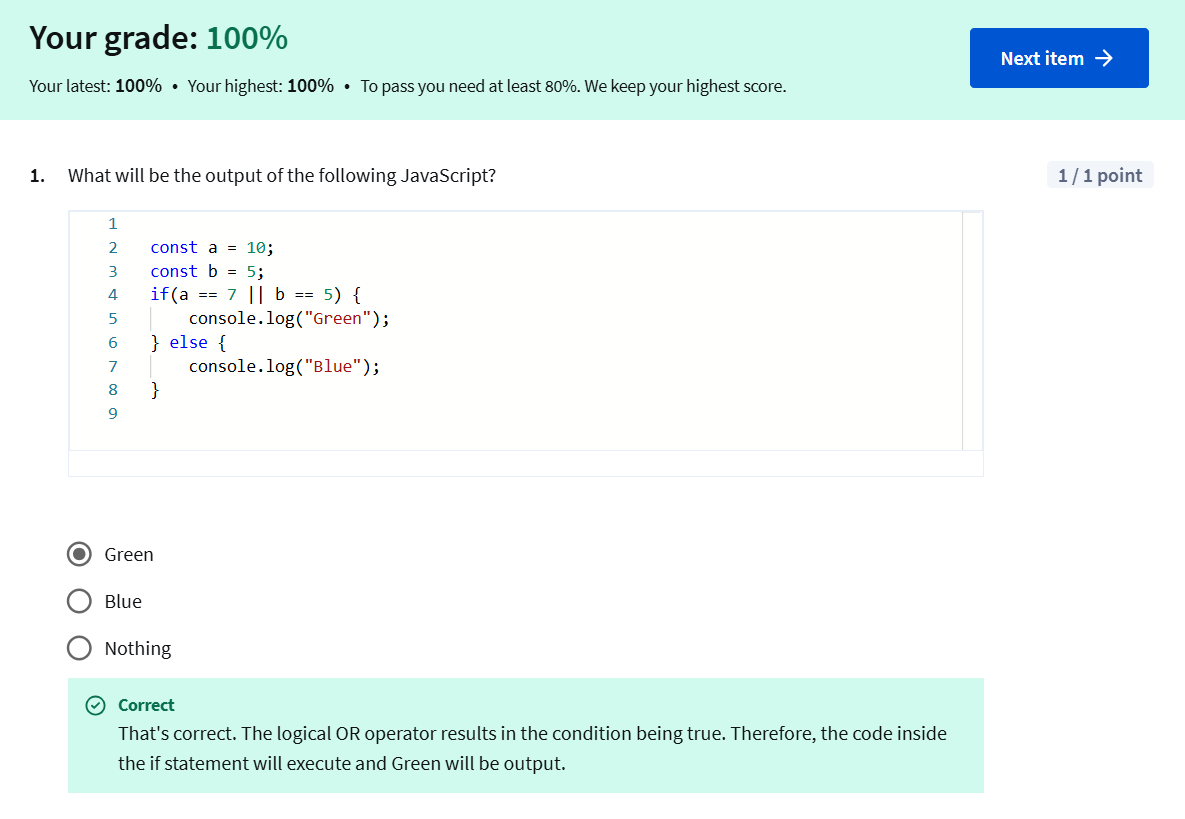 Your grade: 100%
Next item →
Your latest: 100% • Your highest: 100% • To pass you need at least 80%. We keep your highest score.
1. What will be the output of the following JavaScript?
1 / 1 point
1
2 const a = 10;
3 const b = 5;
4 if(a == 7 || b == 5) {
5     console.log("Green");
6 } else {
7     console.log("Blue");
8 }
9
Green
Blue
Nothing
Correct
That's correct. The logical OR operator results in the condition being true. Therefore, the code inside
the if statement will execute and Green will be output.